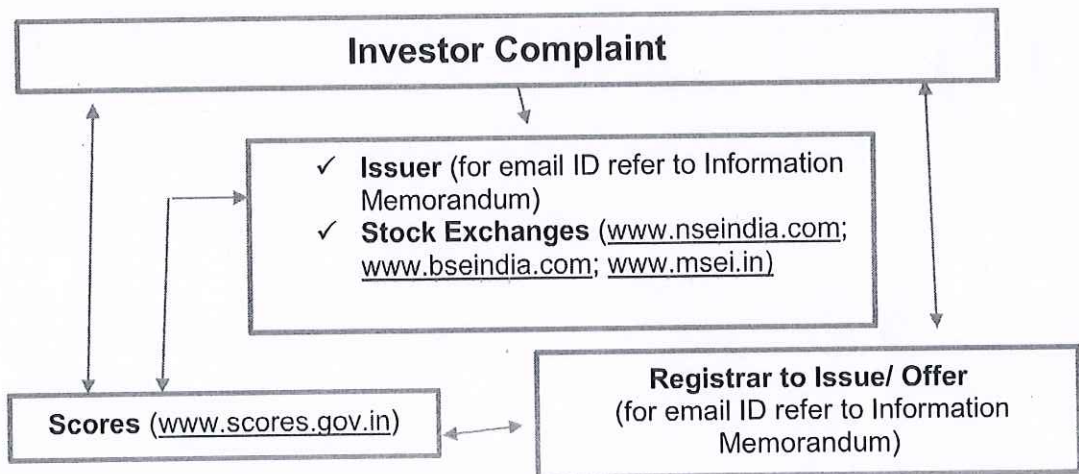 Investor Complaint
✓ Issuer (for email ID refer to Information
Memorandum)
✓ Stock Exchanges (www.nseindia.com;
www.bseindia.com; www.msei.in)
Registrar to Issue/ Offer
(for email ID refer to Information
Memorandum)
Scores (www.scores.gov.in)